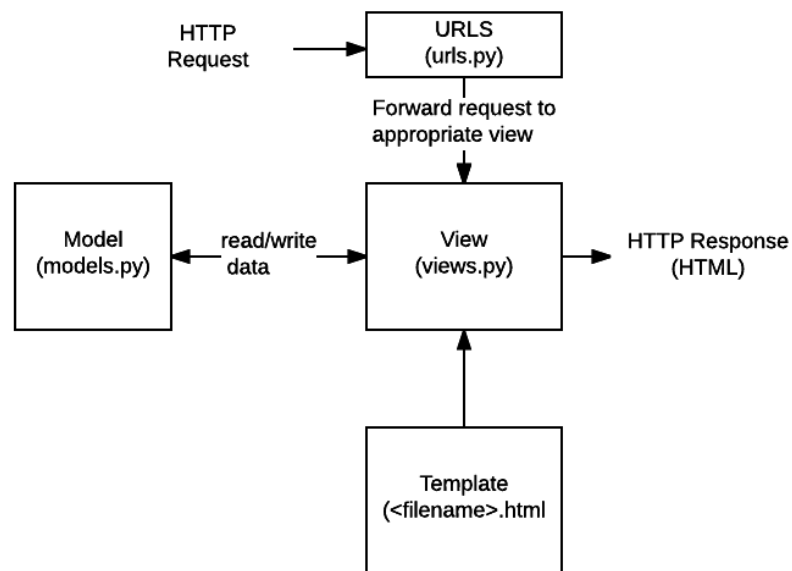 HTTP
Request
URLS
(urls.py)
Forward request to
appropriate view
Model
(models.py)
read/write
data
View
(views.py)
HTTP Response
(HTML)
Template
(<filename>.html